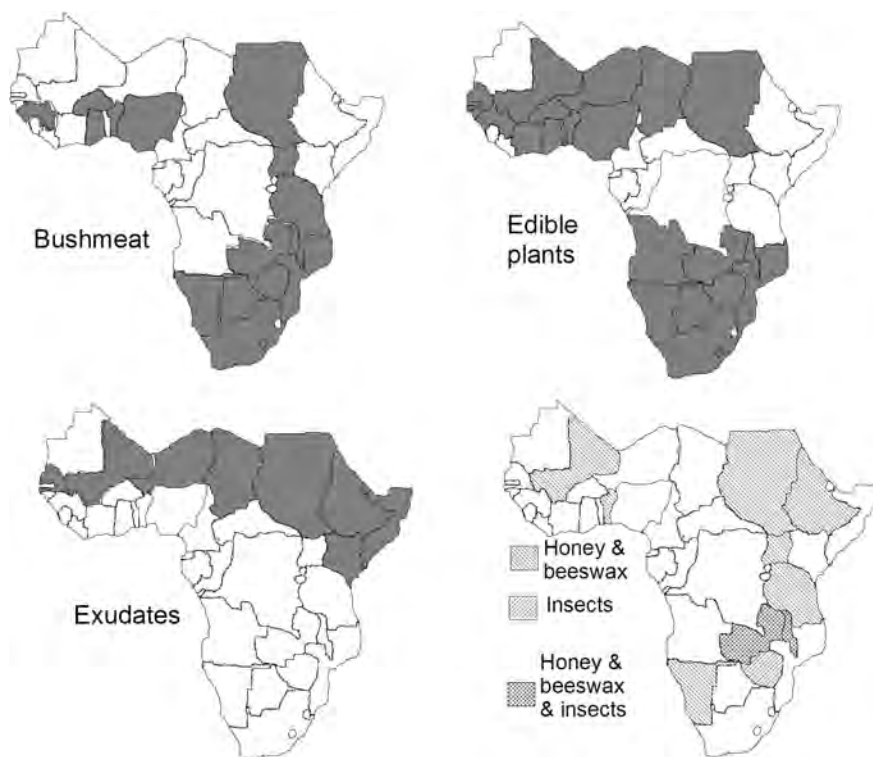 Bushmeat
Edible
plants
Exudates
Honey &
beeswax
Insects
Honey &
beeswax
& insects